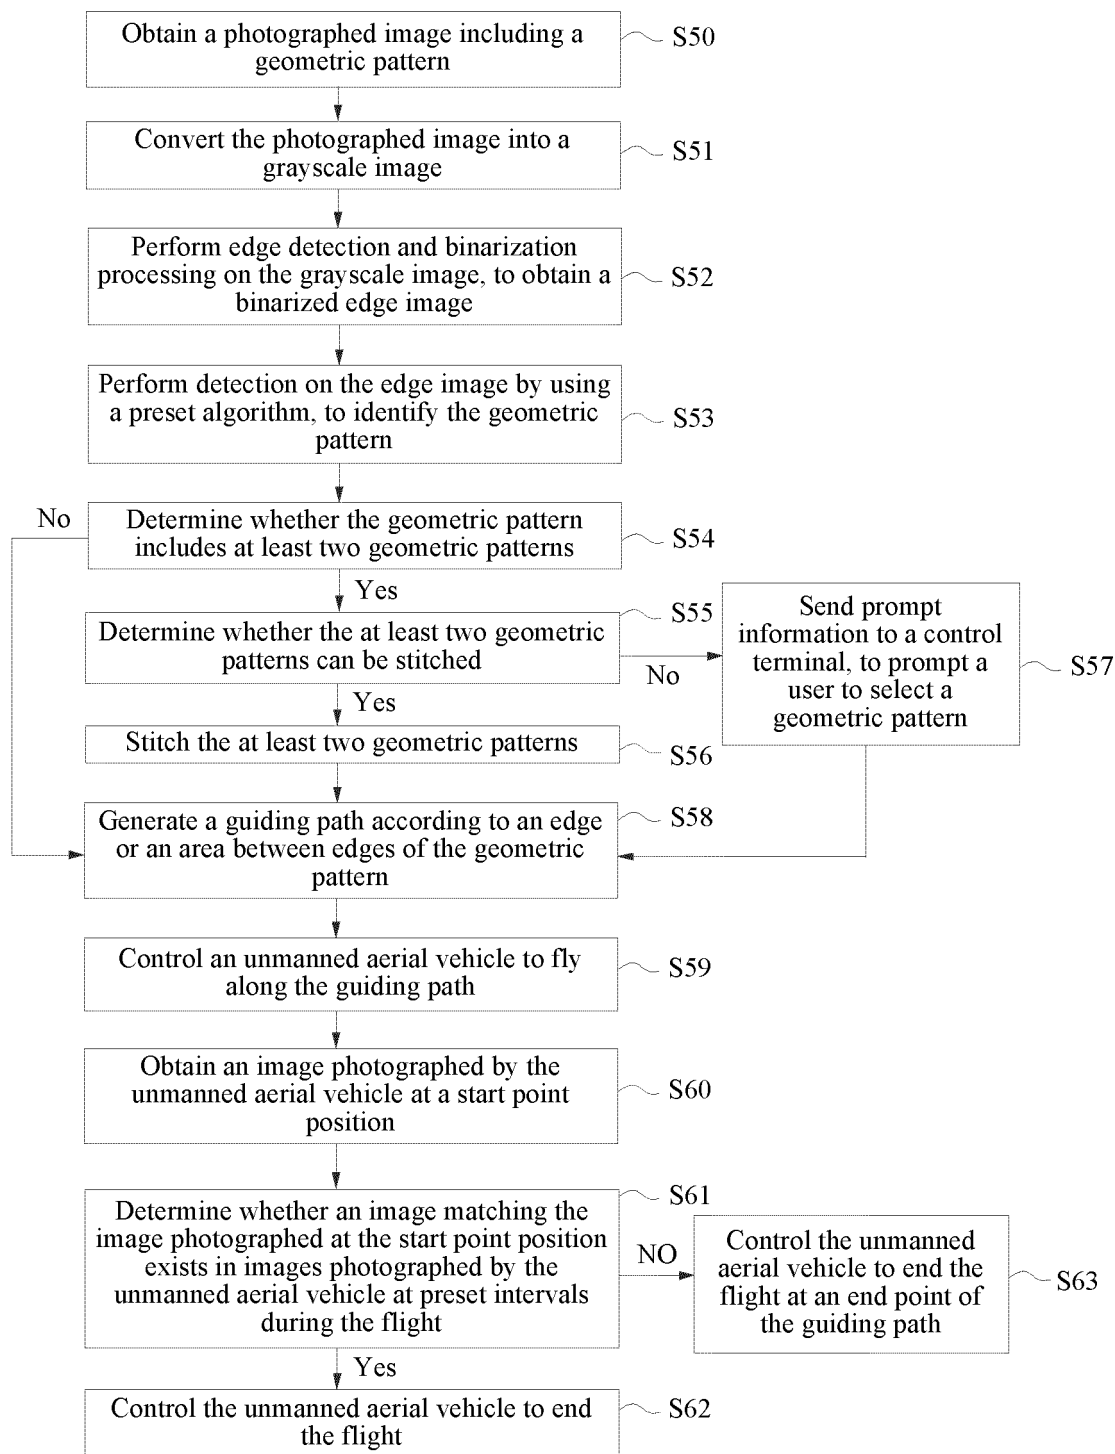 Obtain a photographed image including a
geometric pattern
S50
Convert the photographed image into a
grayscale image
S51
Perform edge detection and binarization
processing on the grayscale image, to obtain a
binarized edge image
S52
Perform detection on the edge image by using
a preset algorithm, to identify the geometric
pattern
S53
No
Determine whether the geometric pattern
includes at least two geometric patterns
S54
Yes
Determine whether the at least two geometric
patterns can be stitched
S55
No
Send prompt
information to a control
terminal, to prompt a
user to select a
geometric pattern
S57
Yes
Stitch the at least two geometric patterns
S56
Generate a guiding path according to an edge
or an area between edges of the geometric
pattern
S58
Control an unmanned aerial vehicle to fly
along the guiding path
S59
Obtain an image photographed by the
unmanned aerial vehicle at a start point
position
S60
Determine whether an image matching the
image photographed at the start point position
exists in images photographed by the
unmanned aerial vehicle at preset intervals
during the flight
S61
NO
Control the unmanned
aerial vehicle to end the
flight at an end point of
the guiding path
S63
Yes
Control the unmanned aerial vehicle to end
the flight
S62